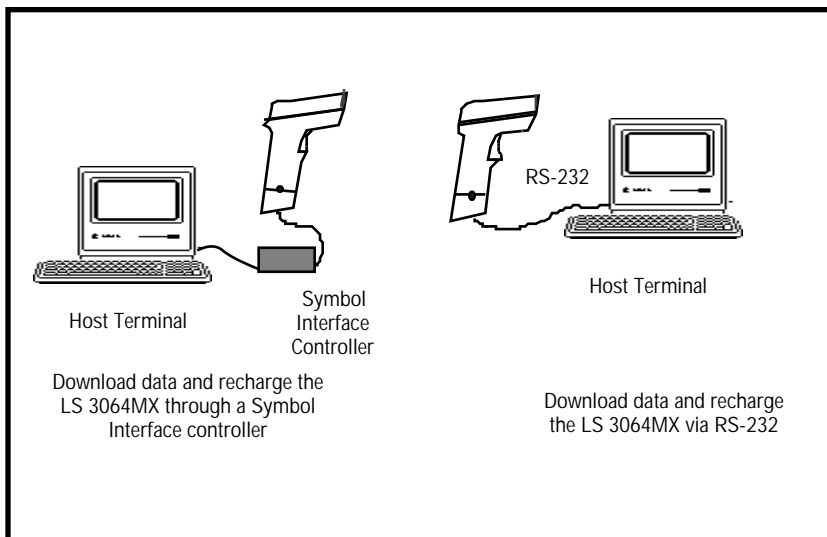 RS-232
Host Terminal
Symbol
Interface
Controller
Download data and recharge the
LS 3064MX through a Symbol
Interface controller
Host Terminal
Download data and recharge
the LS 3064MX via RS-232